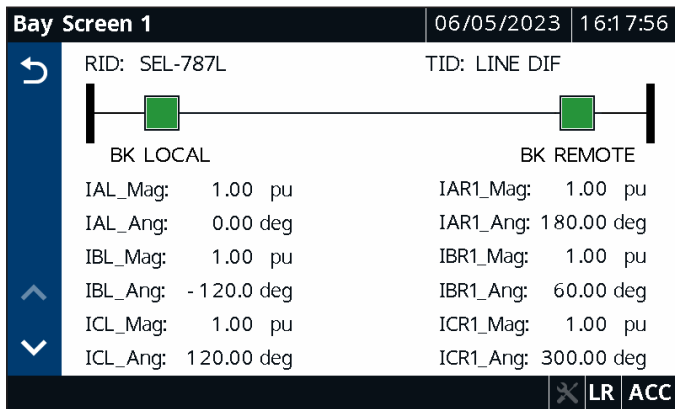 Bay Screen 1 06/05/2023 16:17:56
RID: SEL-787L TID: LINE DIF
BK LOCAL BK REMOTE
IAL_Mag: 1.00 pu IAR1_Mag: 1.00 pu
IAL_Ang: 0.00 deg IAR1_Ang: 180.00 deg
IBL_Mag: 1.00 pu IBR1_Mag: 1.00 pu
IBL_Ang: -120.0 deg IBR1_Ang: 60.00 deg
ICL_Mag: 1.00 pu ICR1_Mag: 1.00 pu
ICL_Ang: 120.00 deg ICR1_Ang: 300.00 deg
LR ACC